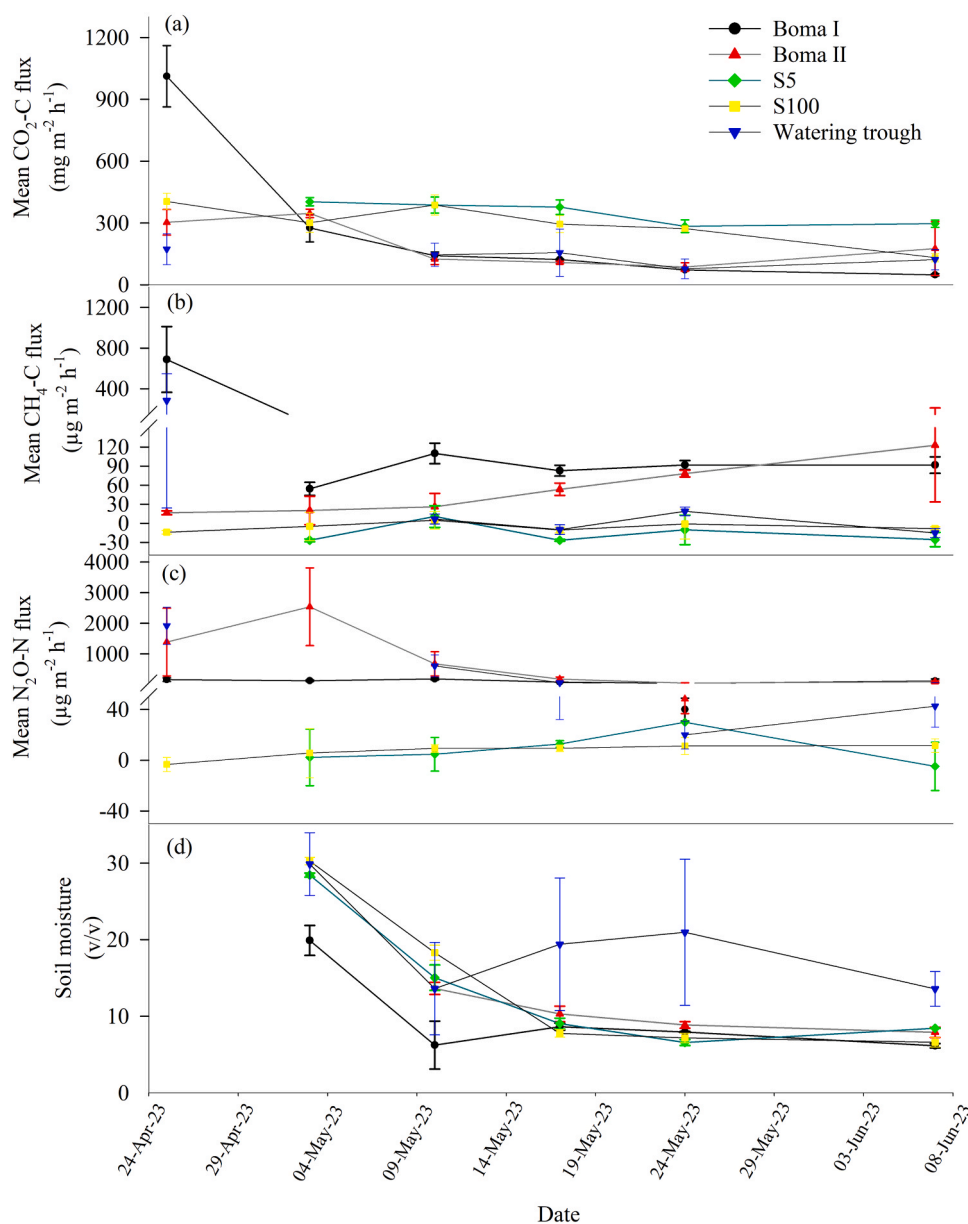 (a)
Boma I
Boma II
S5
S100
Watering trough
Mean CO₂-C flux
(mg m⁻² h⁻¹)
1200
900
600
300
0
(b)
Mean CH₄-C flux
(µg m⁻² h⁻¹)
1200
800
400
120
90
60
30
0
-30
(c)
Mean N₂O-N flux
(µg m⁻² h⁻¹)
4000
3000
2000
1000
40
0
-40
(d)
Soil moisture
(v/v)
30
20
10
0
24-Apr-23
29-Apr-23
04-May-23
09-May-23
14-May-23
19-May-23
24-May-23
29-May-23
03-Jun-23
08-Jun-23
Date